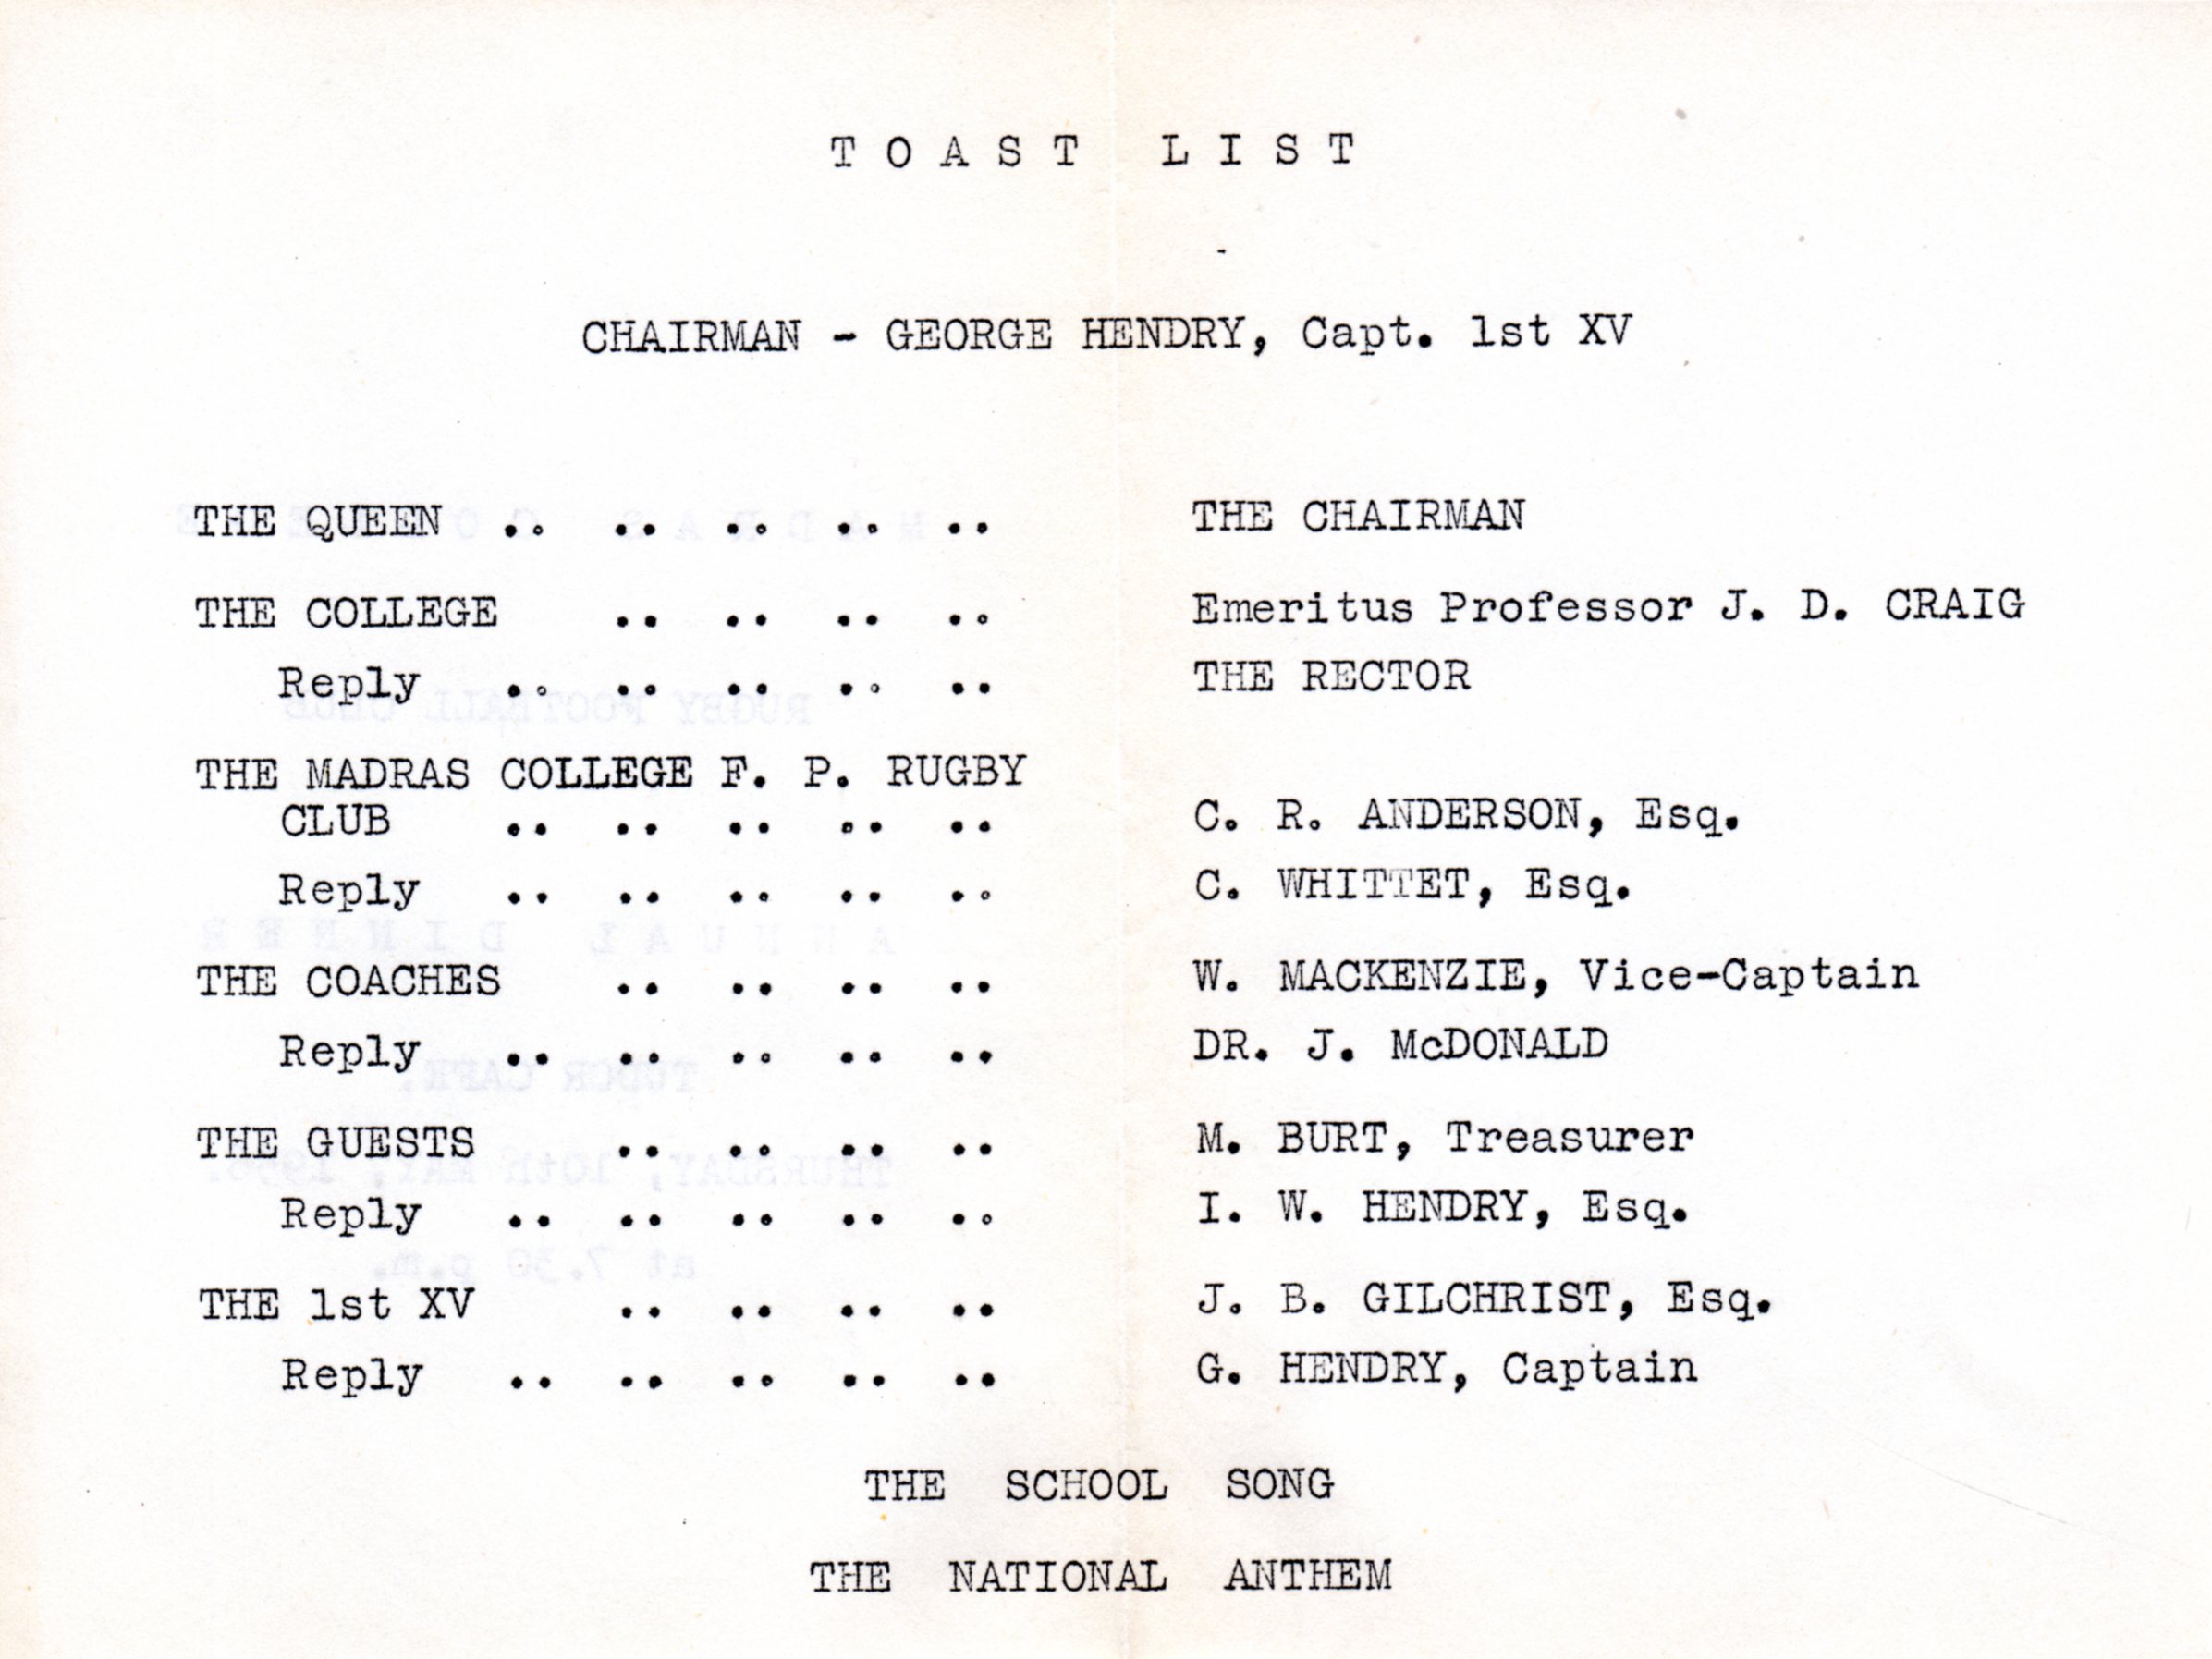 T O A S T  L I S T
-
CHAIRMAN - GEORGE HENDRY, Capt. 1st XV
THE QUEEN .. .. .. .. .. THE CHAIRMAN
THE COLLEGE .. .. .. .. Emeritus Professor J. D. CRAIG
Reply .. .. .. .. .. THE RECTOR
THE MADRAS COLLEGE F. P. RUGBY
CLUB .. .. .. .. .. C. R. ANDERSON, Esq.
Reply .. .. .. .. .. C. WHITTET, Esq.
THE COACHES .. .. .. .. W. MACKENZIE, Vice-Captain
Reply .. .. .. .. .. DR. J. McDONALD
THE GUESTS .. .. .. .. M. BURT, Treasurer
Reply .. .. .. .. .. I. W. HENDRY, Esq.
THE 1st XV .. .. .. .. J. B. GILCHRIST, Esq.
Reply .. .. .. .. .. G. HENDRY, Captain
THE SCHOOL SONG
THE NATIONAL ANTHEM